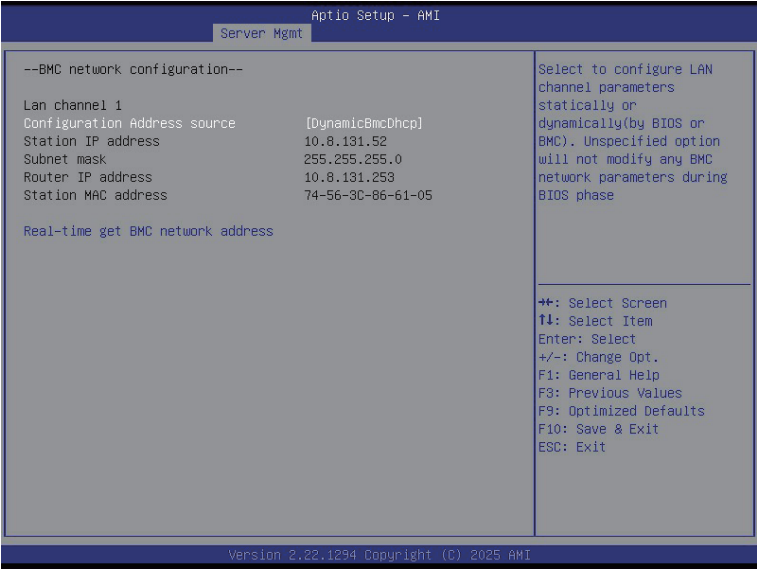 Aptio Setup - AMI
Server Mgmt
--BMC network configuration--
Lan channel 1
Configuration Address source [DynamicBmcDhcp]
Station IP address 10.8.131.52
Subnet mask 255.255.255.0
Router IP address 10.8.131.253
Station MAC address 74-56-3C-86-61-05
Real-time get BMC network address
Select to configure LAN
channel parameters
statically or
dynamically(by BIOS or
BMC). Unspecified option
will not modify any BMC
network parameters during
BIOS phase
→←: Select Screen
↑↓: Select Item
Enter: Select
+/-: Change Opt.
F1: General Help
F3: Previous Values
F9: Optimized Defaults
F10: Save & Exit
ESC: Exit
Version 2.22.1294 Copyright (C) 2025 AMI